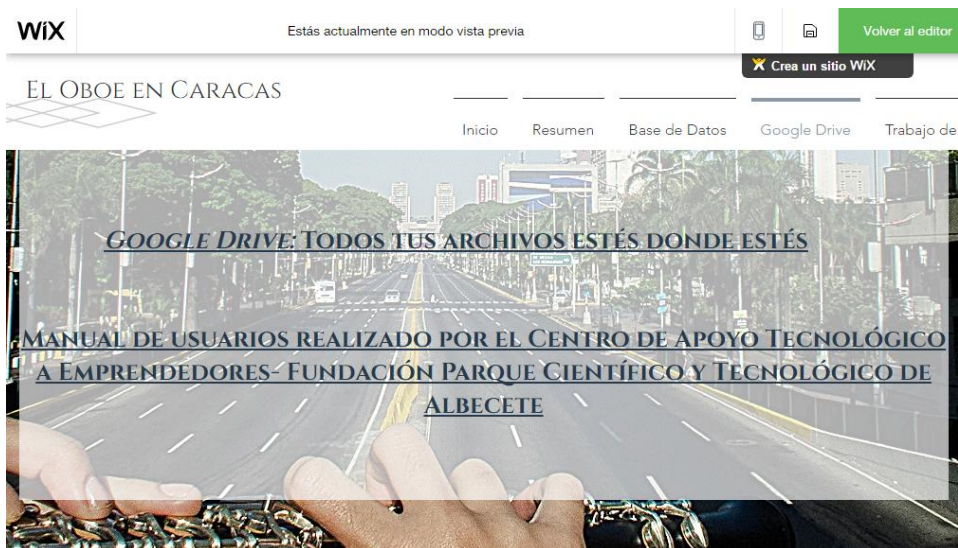 WiX
Estás actualmente en modo vista previa
Volver al editor
Crea un sitio WiX
EL OBOE EN CARACAS
Inicio Resumen Base de Datos Google Drive Trabajo de
GOOGLE DRIVE: TODOS TUS ARCHIVOS ESTÉS DONDE ESTÉS
MANUAL DE USUARIOS REALIZADO POR EL CENTRO DE APOYO TECNOLÓGICO
A EMPRENDEDORES- FUNDACIÓN PARQUE CIENTÍFICO Y TECNOLÓGICO DE
ALBECETE